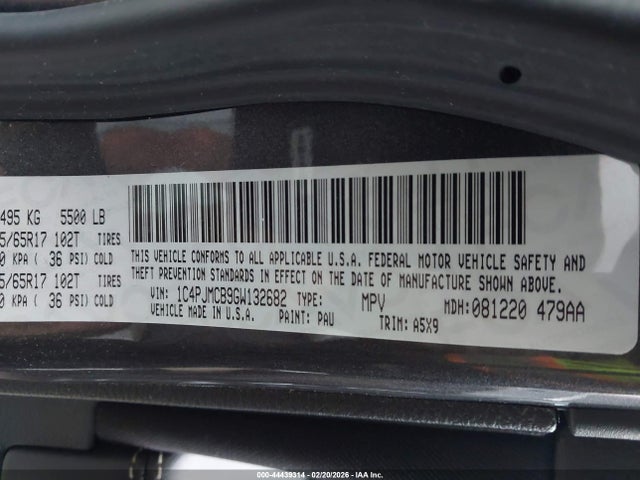 495 KG 5500 LB
5/65R17 102T TIRES
0 KPA ( 36 PSI) COLD
5/65R17 102T TIRES
0 KPA ( 36 PSI) COLD
THIS VEHICLE CONFORMS TO ALL APPLICABLE U.S.A. FEDERAL MOTOR VEHICLE SAFETY AND
THEFT PREVENTION STANDARDS IN EFFECT ON THE DATE OF MANUFACTURE SHOWN ABOVE.
VIN: 1C4PJMCB9GW132682 TYPE: MPV MDH:081220 479AA
VEHICLE MADE IN U.S.A. PAINT: PAU TRIM: A5X9
000-44439314 - 02/20/2026 - IAA Inc.